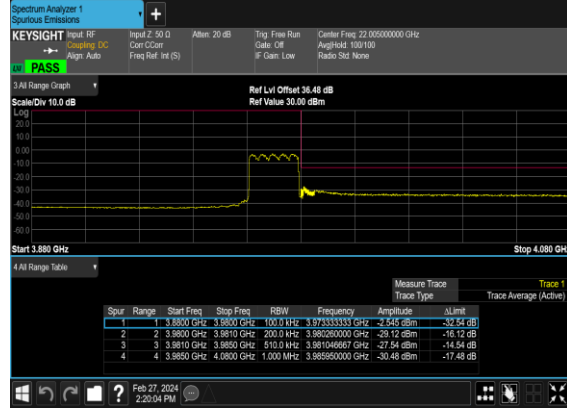 Spectrum Analyzer 1
Spurious Emissions
KEYSIGHT Input: RF Input Z: 50 Ω Atten: 20 dB Trig: Free Run Center Freq: 22.005000000 GHz
Coupling: DC Corr CCorr Gate: Off Avg|Hold: 100/100
Align: Auto Freq Ref: Int (S) IF Gain: Low Radio Std: None
LW PASS
3 All Range Graph
Ref Lvl Offset 36.48 dB
Scale/Div 10.0 dB Ref Value 30.00 dBm
Log
20.0
10.0
0.00
-10.0
-20.0
-30.0
-40.0
-50.0
-60.0
Start 3.880 GHz Stop 4.080 GH
4 All Range Table
Measure Trace Trace 1
Trace Type Trace Average (Active)
Spur Range Start Freq Stop Freq RBW Frequency Amplitude ΔLimit
1 1 3.8800 GHz 3.9800 GHz 100.0 kHz 3.973333333 GHz -2.545 dBm -32.54 dB
2 2 3.9800 GHz 3.9810 GHz 200.0 kHz 3.980260000 GHz -29.12 dBm -16.12 dB
3 3 3.9810 GHz 3.9850 GHz 510.0 kHz 3.981046667 GHz -27.54 dBm -14.54 dB
4 4 3.9850 GHz 4.0800 GHz 1.000 MHz 3.985950000 GHz -30.48 dBm -17.48 dB
Feb 27, 2024
2:20:04 PM